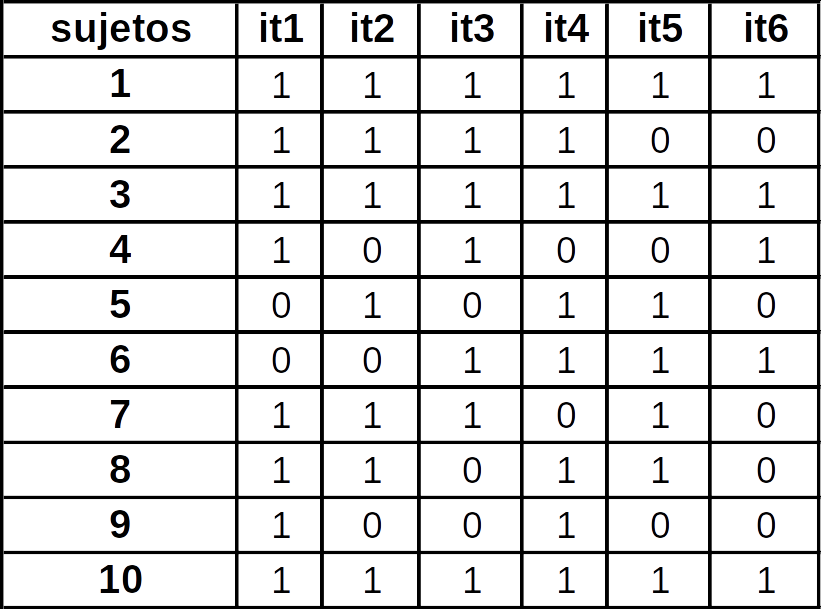 sujetos it1 it2 it3 it4 it5 it6
1 1 1 1 1 1 1
2 1 1 1 1 0 0
3 1 1 1 1 1 1
4 1 0 1 0 0 1
5 0 1 0 1 1 0
6 0 0 1 1 1 1
7 1 1 1 0 1 0
8 1 1 0 1 1 0
9 1 0 0 1 0 0
10 1 1 1 1 1 1